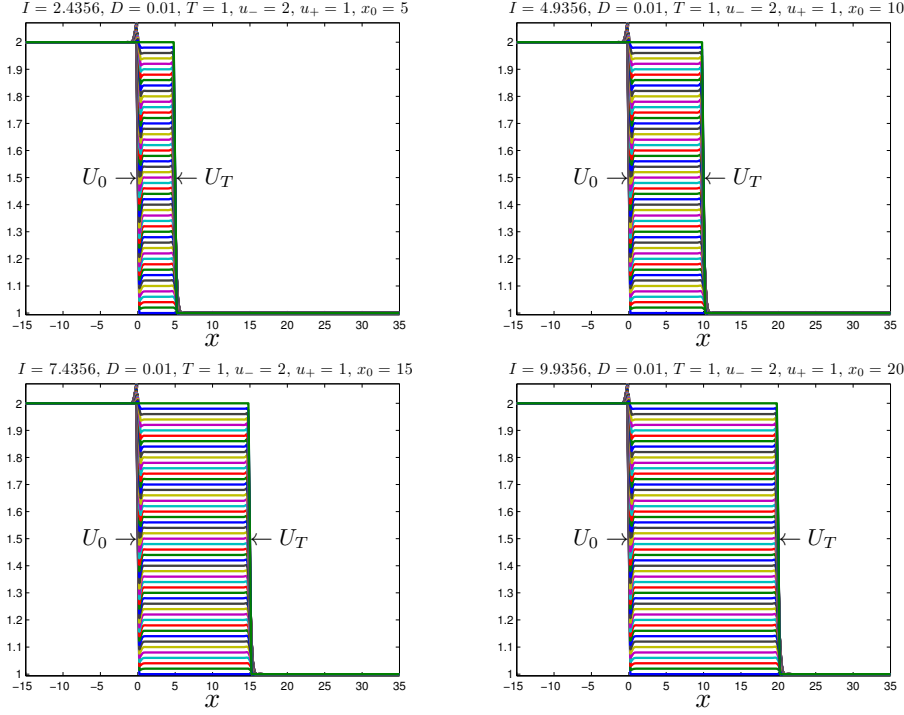 I = 2.4356, D = 0.01, T = 1, u₋ = 2, u₊ = 1, x₀ = 5
2
1.9
1.8
1.7
1.6
1.5
1.4
1.3
1.2
1.1
1
U₀ → ← U_T
−15 −10 −5 0 5 10 15 20 25 30 35
x
I = 4.9356, D = 0.01, T = 1, u₋ = 2, u₊ = 1, x₀ = 10
2
1.9
1.8
1.7
1.6
1.5
1.4
1.3
1.2
1.1
1
U₀ → ← U_T
−15 −10 −5 0 5 10 15 20 25 30 35
x
I = 7.4356, D = 0.01, T = 1, u₋ = 2, u₊ = 1, x₀ = 15
2
1.9
1.8
1.7
1.6
1.5
1.4
1.3
1.2
1.1
1
U₀ → ← U_T
−15 −10 −5 0 5 10 15 20 25 30 35
x
I = 9.9356, D = 0.01, T = 1, u₋ = 2, u₊ = 1, x₀ = 20
2
1.9
1.8
1.7
1.6
1.5
1.4
1.3
1.2
1.1
1
U₀ → ← U_T
−15 −10 −5 0 5 10 15 20 25 30 35
x